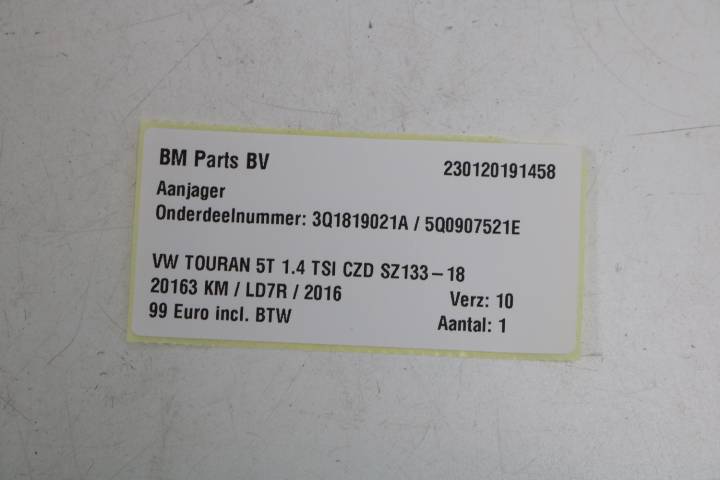 BM Parts BV 230120191458
Aanjager
Onderdeelnummer: 3Q1819021A / 5Q0907521E
VW TOURAN 5T 1.4 TSI CZD SZ133-18
20163 KM / LD7R / 2016 Verz: 10
99 Euro incl. BTW Aantal: 1